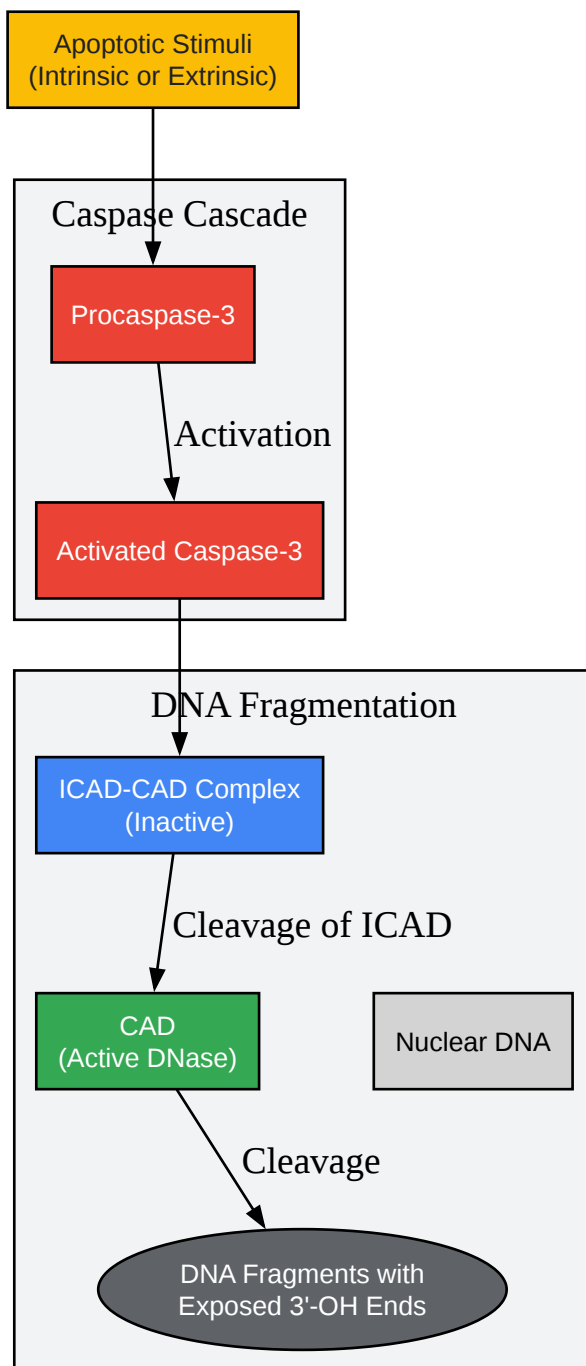 Apoptotic Stimuli
(Intrinsic or Extrinsic)
Caspase Cascade
Procaspase-3
Activation
Activated Caspase-3
DNA Fragmentation
ICAD-CAD Complex
(Inactive)
Cleavage of ICAD
CAD
(Active DNase)
Nuclear DNA
Cleavage
DNA Fragments with
Exposed 3'-OH Ends